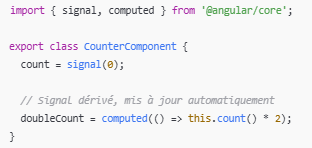 import { signal, computed } from '@angular/core';
export class CounterComponent {
count = signal(0);
// Signal dérivé, mis à jour automatiquement
doubleCount = computed(() => this.count() * 2);
}